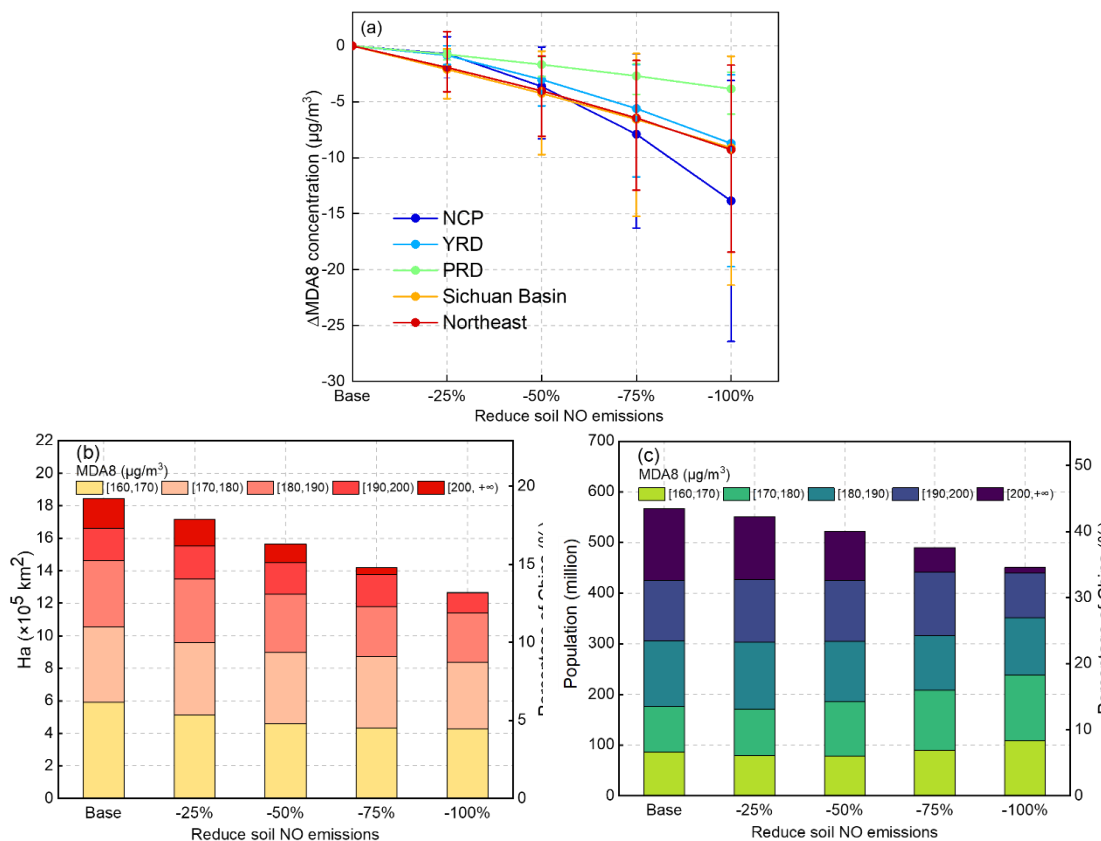 (a)
0
-5
-10
-15
-20
-25
-30
ΔMDA8 concentration (μg/m³)
NCP
YRD
PRD
Sichuan Basin
Northeast
Base -25% -50% -75% -100%
Reduce soil NO emissions
(b)
MDA8 (μg/m³)
[160,170) [170,180) [180,190) [190,200) [200, +∞)
22
20
18
16
14
12
10
8
6
4
2
0
Ha (×10⁵ km²)
20
15
10
5
0
of China (%)
Base -25% -50% -75% -100%
Reduce soil NO emissions
(c)
MDA8 (μg/m³)
[160,170) [170,180) [180,190) [190,200) [200,+∞)
700
600
500
400
300
200
100
0
Population (million)
50
40
30
20
10
0
of China (%)
Base -25% -50% -75% -100%
Reduce soil NO emissions